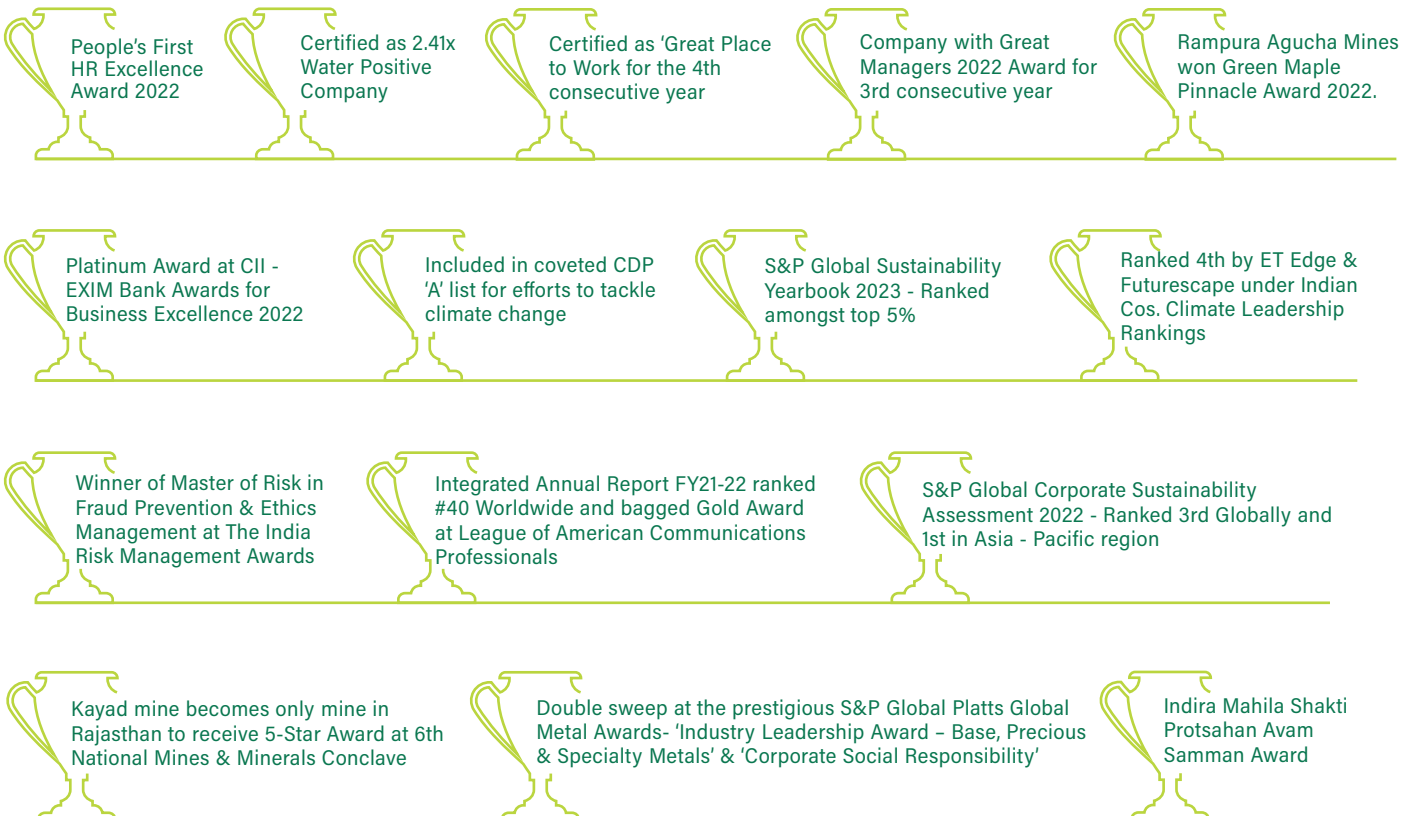 People's First
HR Excellence
Award 2022
Certified as 2.41x
Water Positive
Company
Certified as ‘Great Place
to Work for the 4th
consecutive year
Company with Great
Managers 2022 Award for
3rd consecutive year
Rampura Agucha Mines
won Green Maple
Pinnacle Award 2022.
Platinum Award at CII -
EXIM Bank Awards for
Business Excellence 2022
Included in coveted CDP
‘A’ list for efforts to tackle
climate change
S&P Global Sustainability
Yearbook 2023 - Ranked
amongst top 5%
Ranked 4th by ET Edge &
Futurescape under Indian
Cos. Climate Leadership
Rankings
Winner of Master of Risk in
Fraud Prevention & Ethics
Management at The India
Risk Management Awards
Integrated Annual Report FY21-22 ranked
#40 Worldwide and bagged Gold Award
at League of American Communications
Professionals
S&P Global Corporate Sustainability
Assessment 2022 - Ranked 3rd Globally and
1st in Asia - Pacific region
Kayad mine becomes only mine in
Rajasthan to receive 5-Star Award at 6th
National Mines & Minerals Conclave
Double sweep at the prestigious S&P Global Platts Global
Metal Awards- ‘Industry Leadership Award – Base, Precious
& Specialty Metals’ & ‘Corporate Social Responsibility’
Indira Mahila Shakti
Protsahan Avam
Samman Award